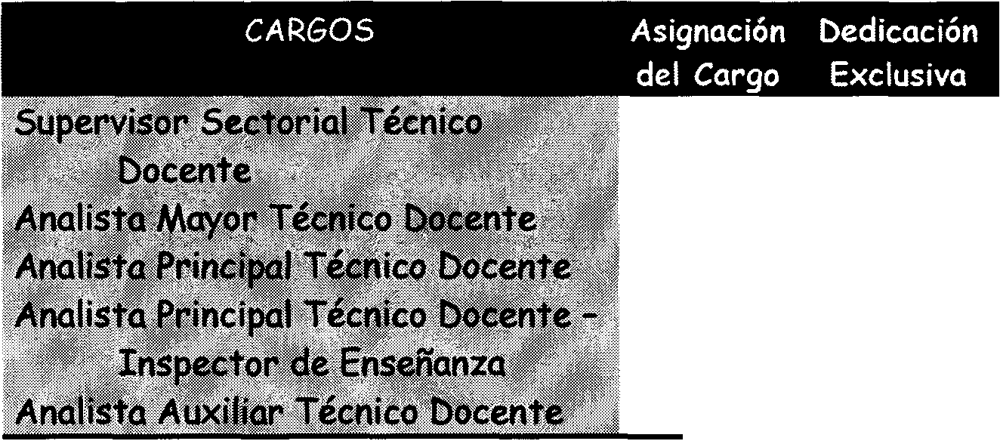 CARGOS Asignación Dedicación
del Cargo Exclusiva
Supervisor Sectorial Técnico
Docente
Analista Mayor Técnico Docente
Analista Principal Técnico Docente
Analista Principal Técnico Docente –
Inspector de Enseñanza
Analista Auxiliar Técnico Docente